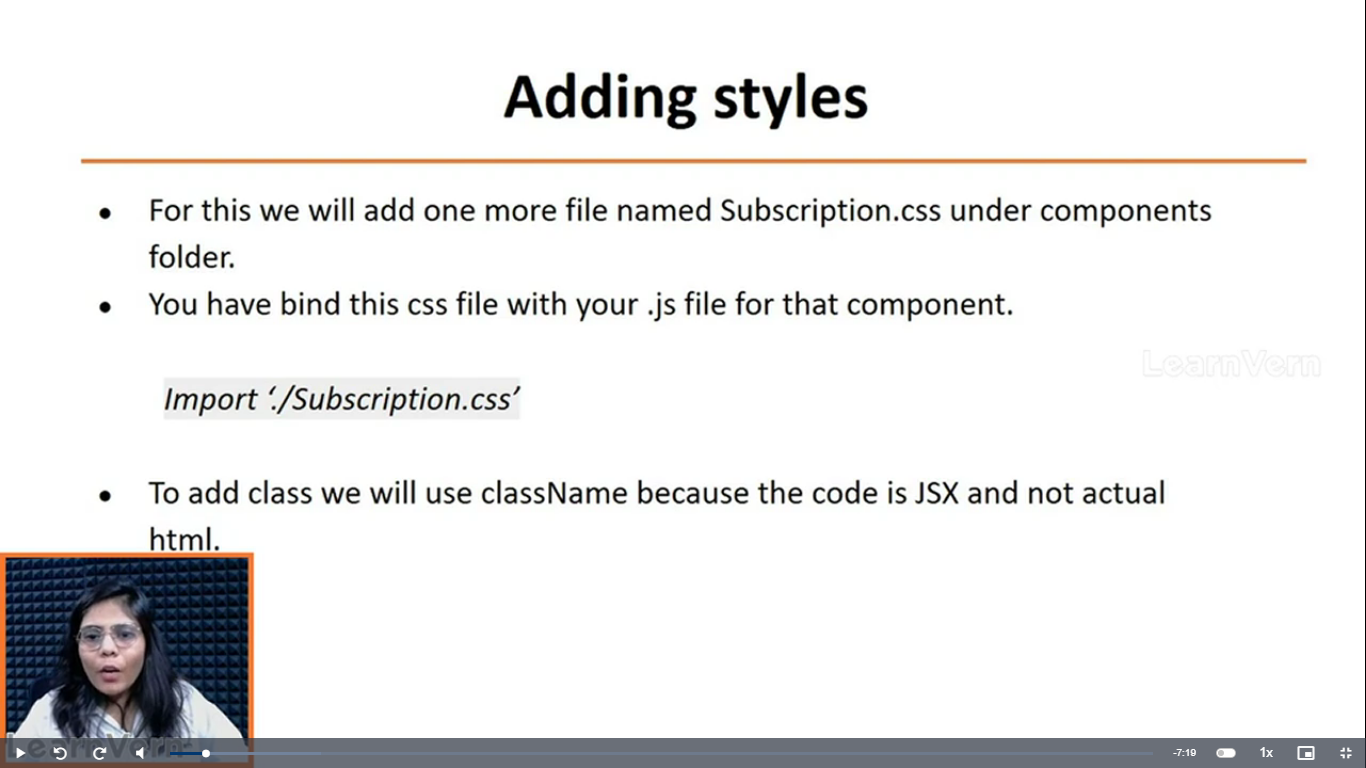 Adding styles
● For this we will add one more file named Subscription.css under components
folder.
● You have bind this css file with your .js file for that component.
LearnVern
Import ‘./Subscription.css’
● To add class we will use className because the code is JSX and not actual
html.
LearnVern
-7:19
1x